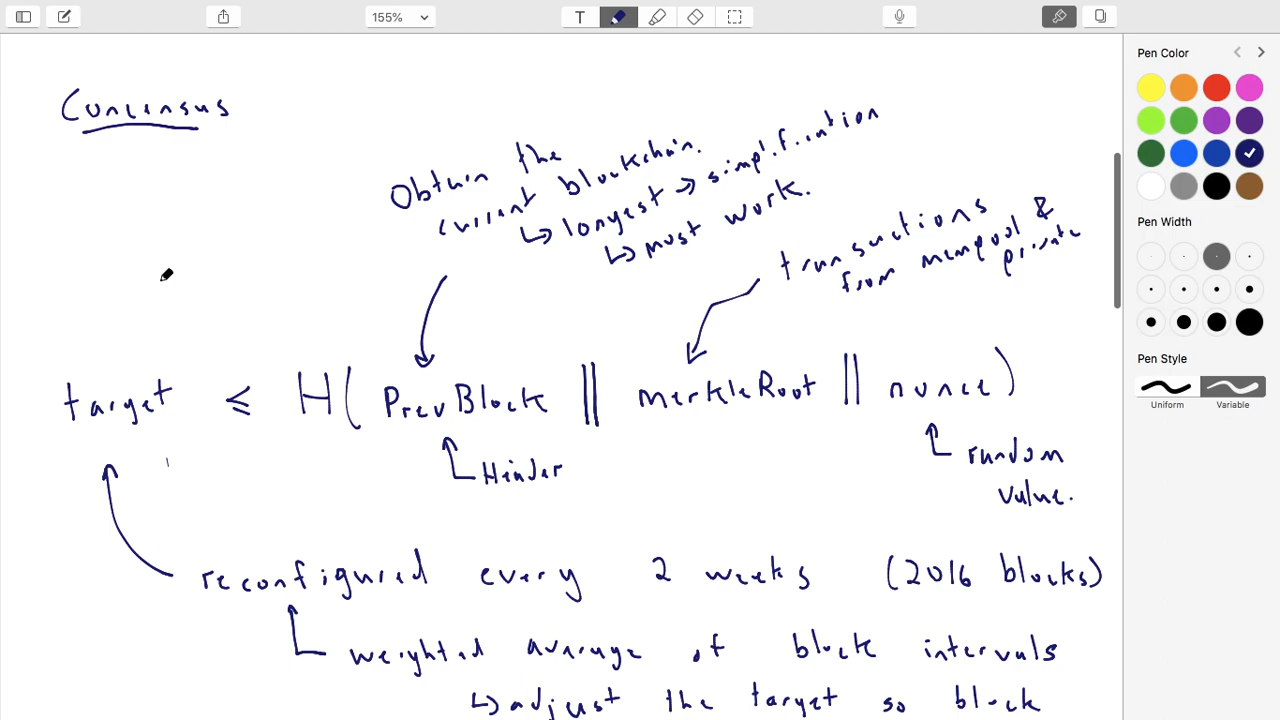 155%
T
Pen Color
Concensus
Obtain the
current blockchain.
↳ longest → simplification
↳ most work.
transactions
from mempool &
private
Pen Width
Pen Style
Uniform
Variable
target ≤ H(PrevBlock || merkleRoot || nonce)
↳ Header
random
value.
reconfigured every 2 weeks (2016 blocks)
↳ weighted average of block intervals
↳ adjust the target so block